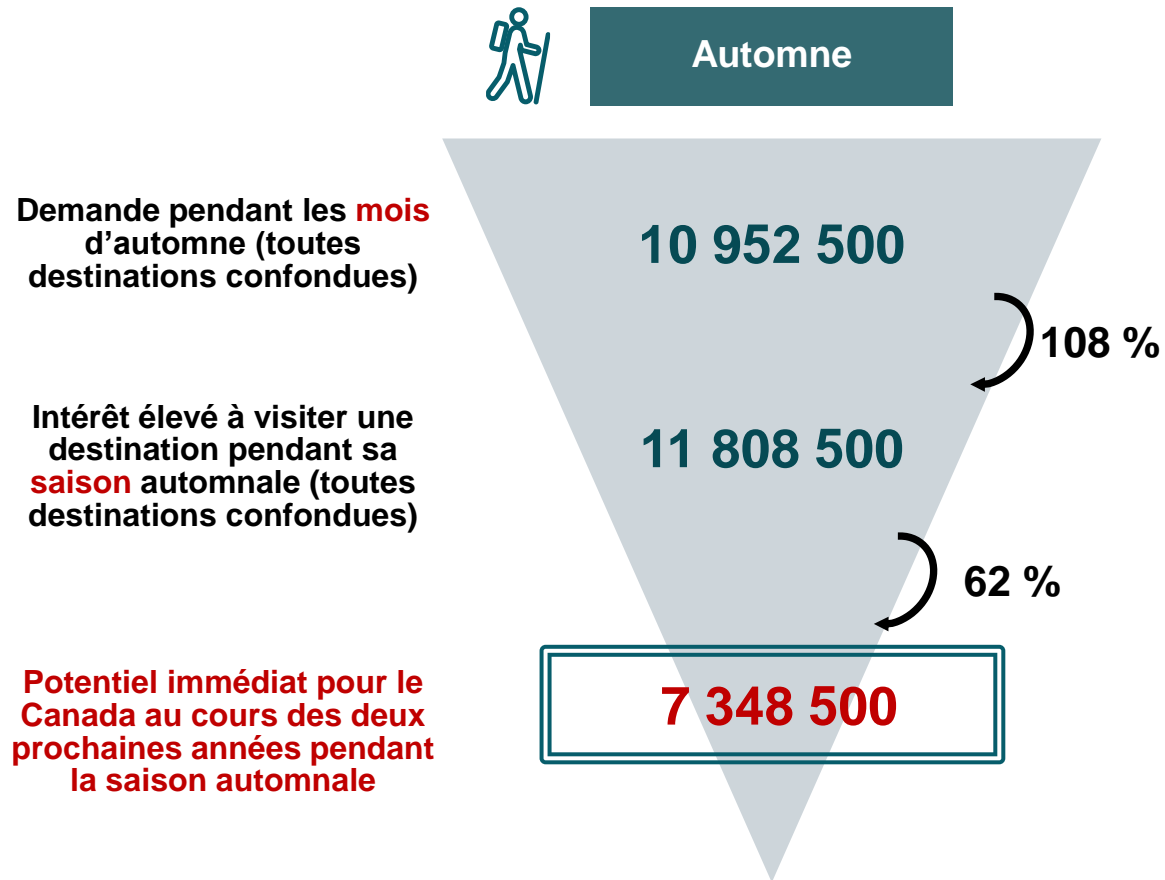 Automne
Demande pendant les mois
d’automne (toutes
destinations confondues)
10 952 500
108 %
Intérêt élevé à visiter une
destination pendant sa
saison automnale (toutes
destinations confondues)
11 808 500
62 %
Potentiel immédiat pour le
Canada au cours des deux
prochaines années pendant
la saison automnale
7 348 500